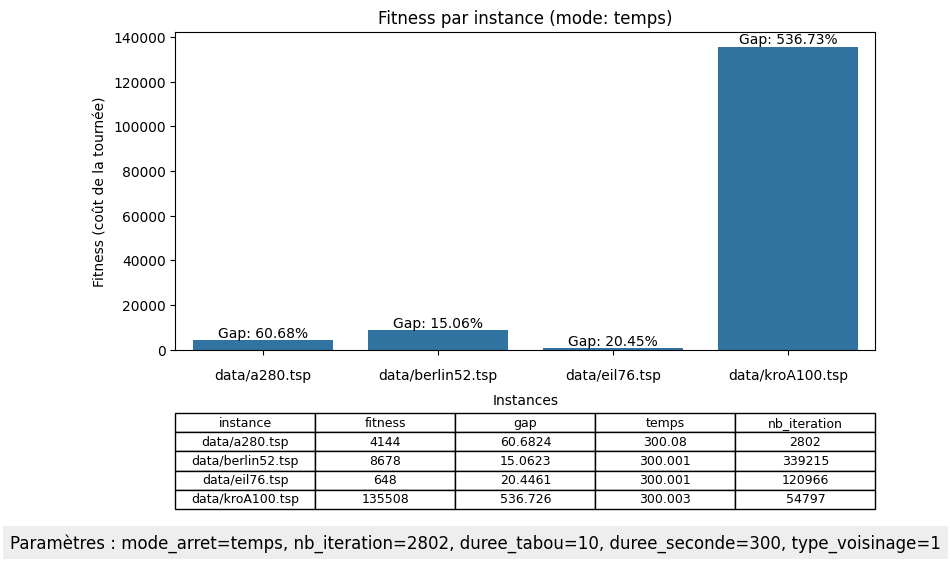 Fitness par instance (mode: temps)
Fitness (coût de la tournée)
140000
120000
100000
80000
60000
40000
20000
0
Gap: 60.68%
Gap: 15.06%
Gap: 20.45%
Gap: 536.73%
data/a280.tsp data/berlin52.tsp data/eil76.tsp data/kroA100.tsp
Instances
instance fitness gap temps nb_iteration
data/a280.tsp 4144 60.6824 300.08 2802
data/berlin52.tsp 8678 15.0623 300.001 339215
data/eil76.tsp 648 20.4461 300.001 120966
data/kroA100.tsp 135508 536.726 300.003 54797
Paramètres : mode_arret=temps, nb_iteration=2802, duree_tabou=10, duree_seconde=300, type_voisinage=1